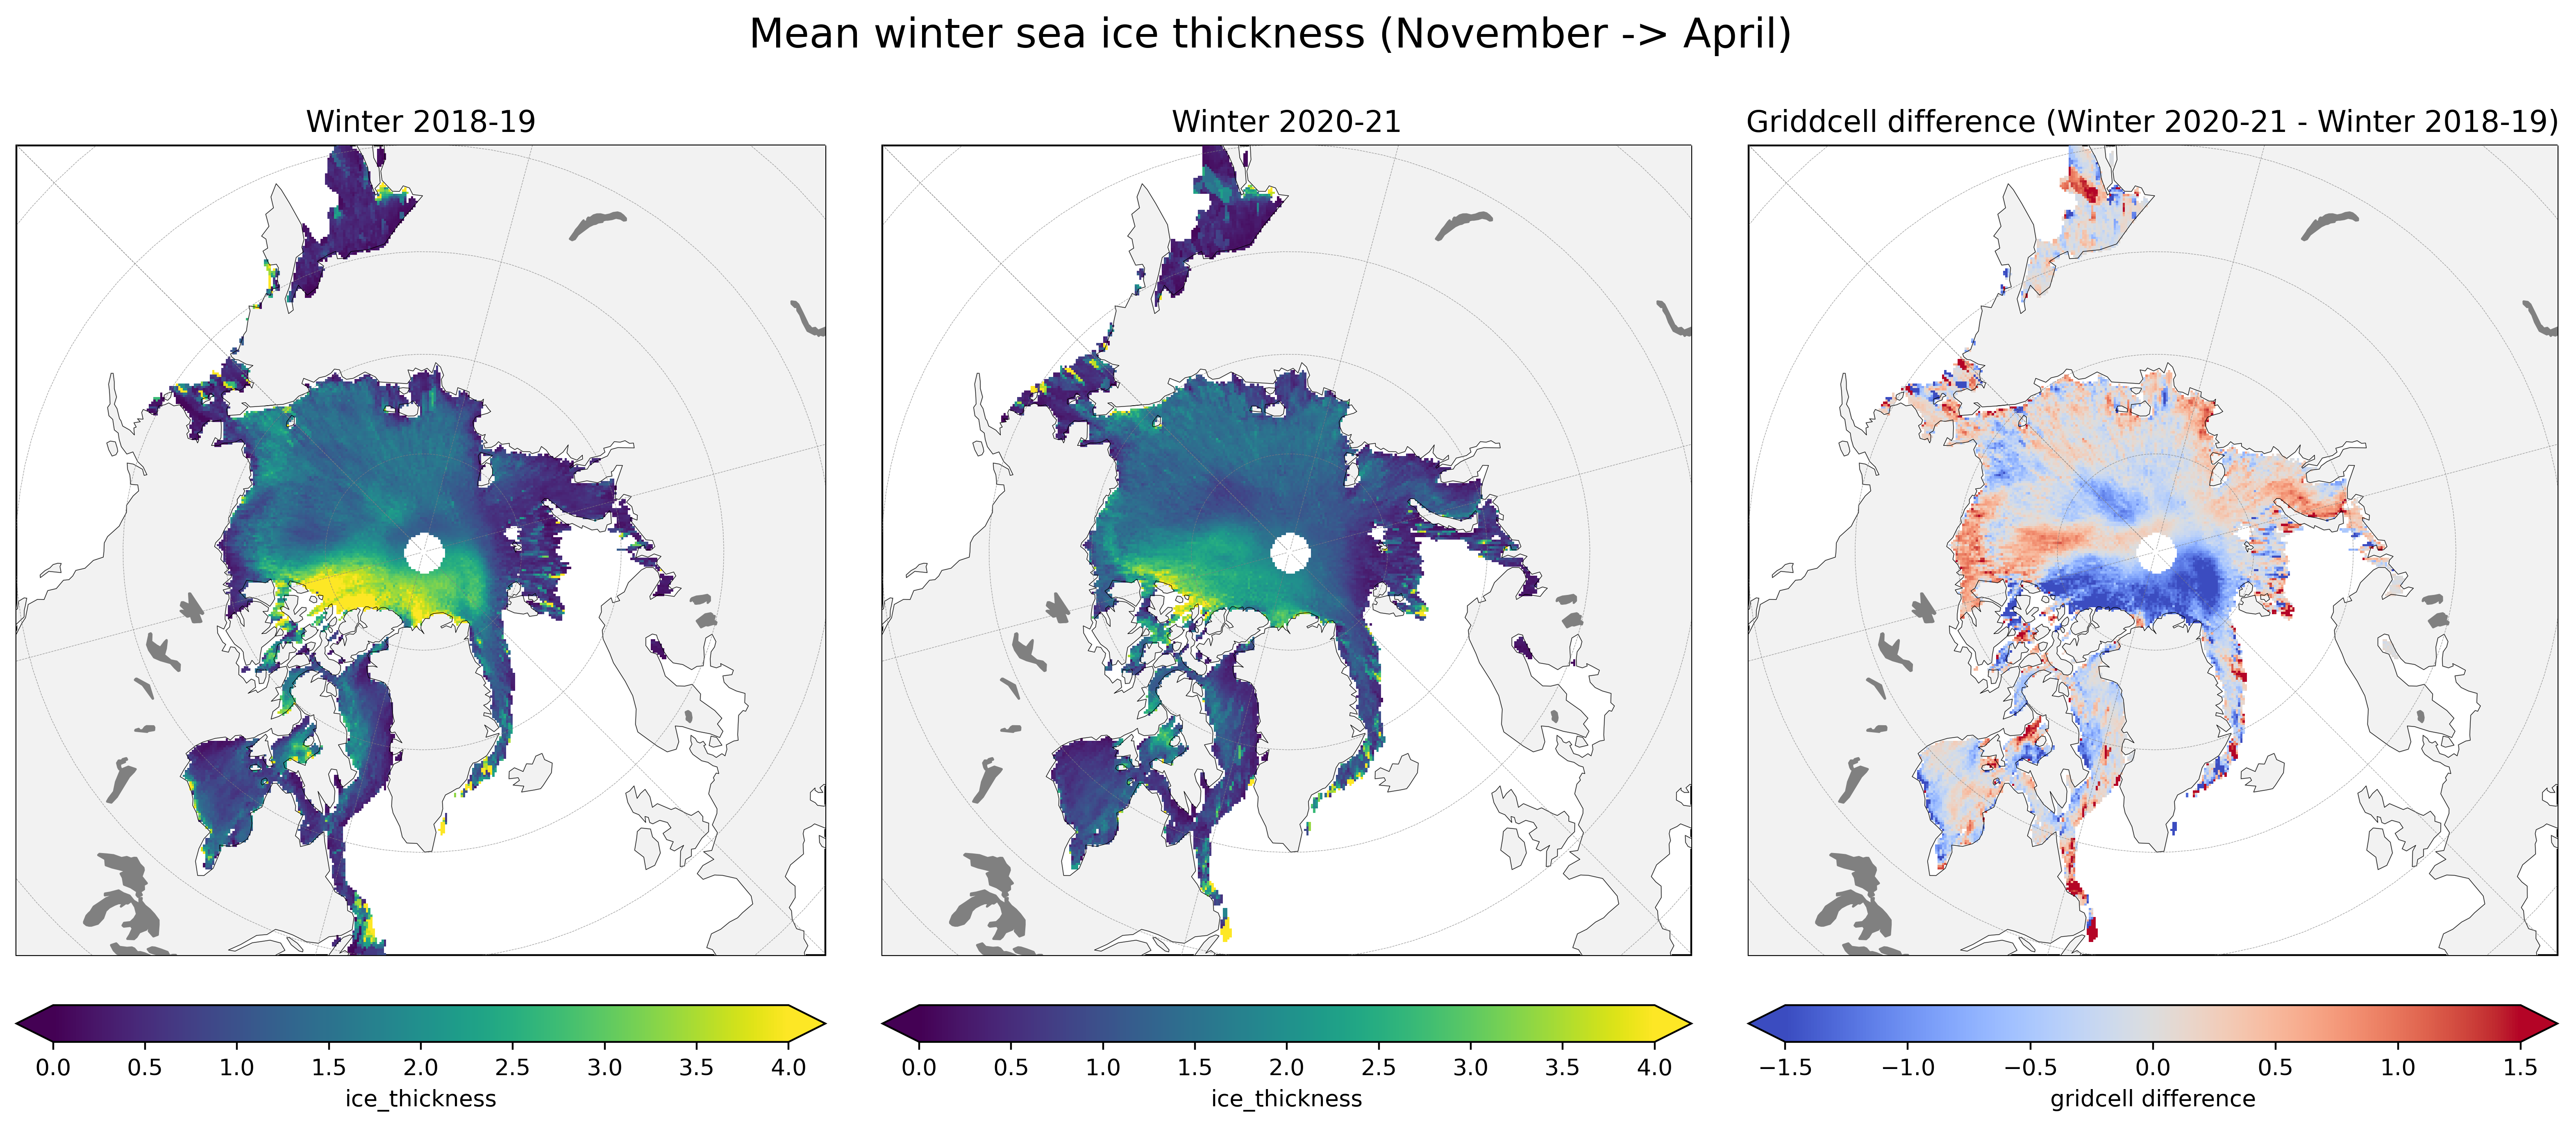 Mean winter sea ice thickness (November -> April)
Winter 2018-19
Winter 2020-21
Griddcell difference (Winter 2020-21 - Winter 2018-19)
0.0 0.5 1.0 1.5 2.0 2.5 3.0 3.5 4.0
ice_thickness
0.0 0.5 1.0 1.5 2.0 2.5 3.0 3.5 4.0
ice_thickness
−1.5 −1.0 −0.5 0.0 0.5 1.0 1.5
gridcell difference